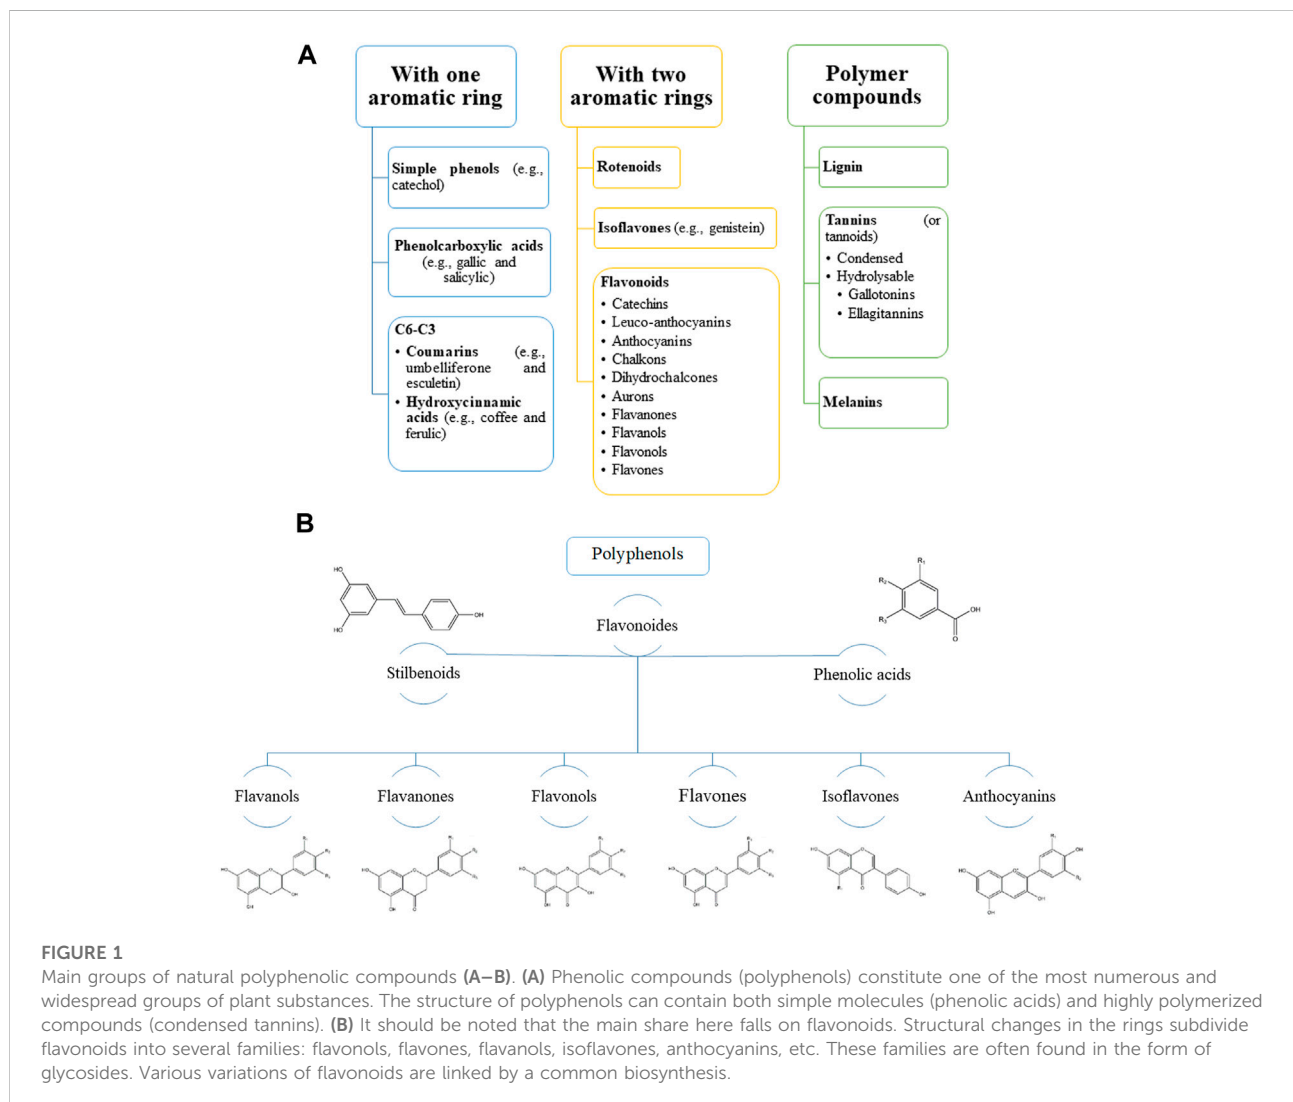 A
With one
aromatic ring
Simple phenols (e.g.,
catechol)
Phenolcarboxylic acids
(e.g., gallic and
salicylic)
C6-C3
• Coumarins (e.g.,
umbelliferone and
esculetin)
• Hydroxycinnamic
acids (e.g., coffee and
ferulic)
With two
aromatic rings
Rotenoids
Isoflavones (e.g., genistein)
Flavonoids
• Catechins
• Leuco-anthocyanins
• Anthocyanins
• Chalkons
• Dihydrochalcones
• Aurons
• Flavanones
• Flavanols
• Flavonols
• Flavones
Polymer
compounds
Lignin
Tannins (or
tannoids)
• Condensed
• Hydrolysable
• Gallotonins
• Ellagitannins
Melanins
B
Polyphenols
HO
HO
OH
Flavonoides
R1
R2
R3
OH
O
Stilbenoids
Phenolic acids
Flavanols
Flavanones
Flavonols
Flavones
Isoflavones
Anthocyanins
FIGURE 1
Main groups of natural polyphenolic compounds (A–B). (A) Phenolic compounds (polyphenols) constitute one of the most numerous and
widespread groups of plant substances. The structure of polyphenols can contain both simple molecules (phenolic acids) and highly polymerized
compounds (condensed tannins). (B) It should be noted that the main share here falls on flavonoids. Structural changes in the rings subdivide
flavonoids into several families: flavonols, flavones, flavanols, isoflavones, anthocyanins, etc. These families are often found in the form of
glycosides. Various variations of flavonoids are linked by a common biosynthesis.